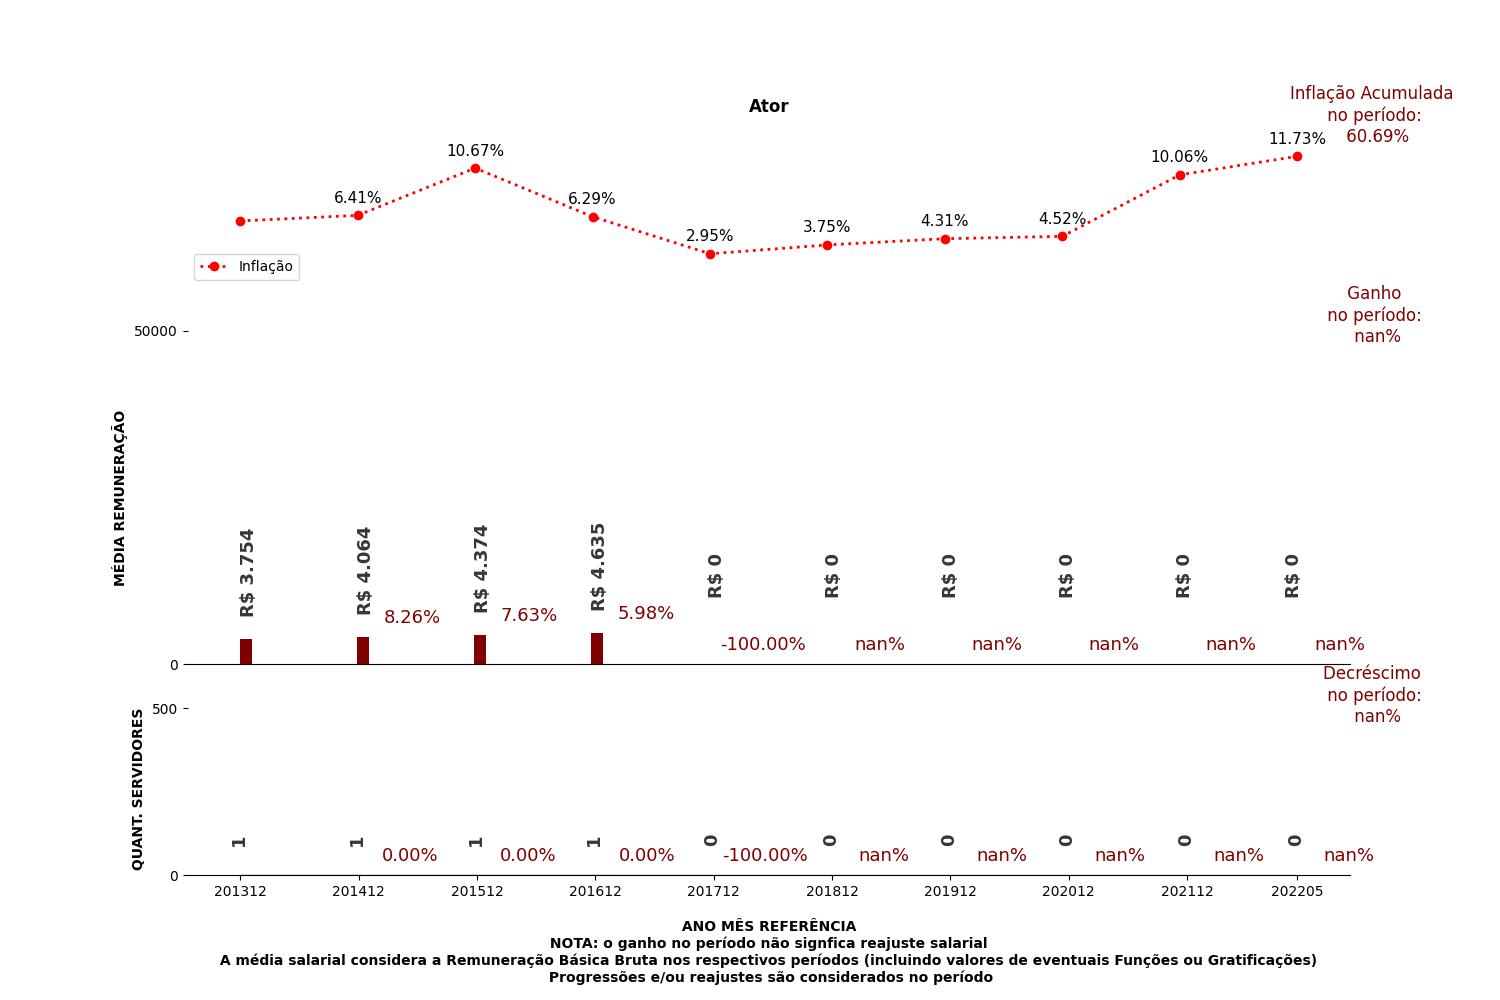 Ator
Inflação Acumulada
no período:
60.69%
6.41%
10.67%
6.29%
2.95%
3.75%
4.31%
4.52%
10.06%
11.73%
Inflação
Ganho
no período:
nan%
50000
0
MÉDIA REMUNERAÇÃO
R$ 3.754
R$ 4.064
R$ 4.374
R$ 4.635
R$ 0
R$ 0
R$ 0
R$ 0
R$ 0
R$ 0
8.26%
7.63%
5.98%
-100.00%
nan%
nan%
nan%
nan%
nan%
Decréscimo
no período:
nan%
500
0
QUANT. SERVIDORES
1
1
1
1
0
0
0
0
0
0
0.00%
0.00%
0.00%
-100.00%
nan%
nan%
nan%
nan%
nan%
201312
201412
201512
201612
201712
201812
201912
202012
202112
202205
ANO MÊS REFERÊNCIA
NOTA: o ganho no período não signfica reajuste salarial
A média salarial considera a Remuneração Básica Bruta nos respectivos períodos (incluindo valores de eventuais Funções ou Gratificações)
Progressões e/ou reajustes são considerados no período